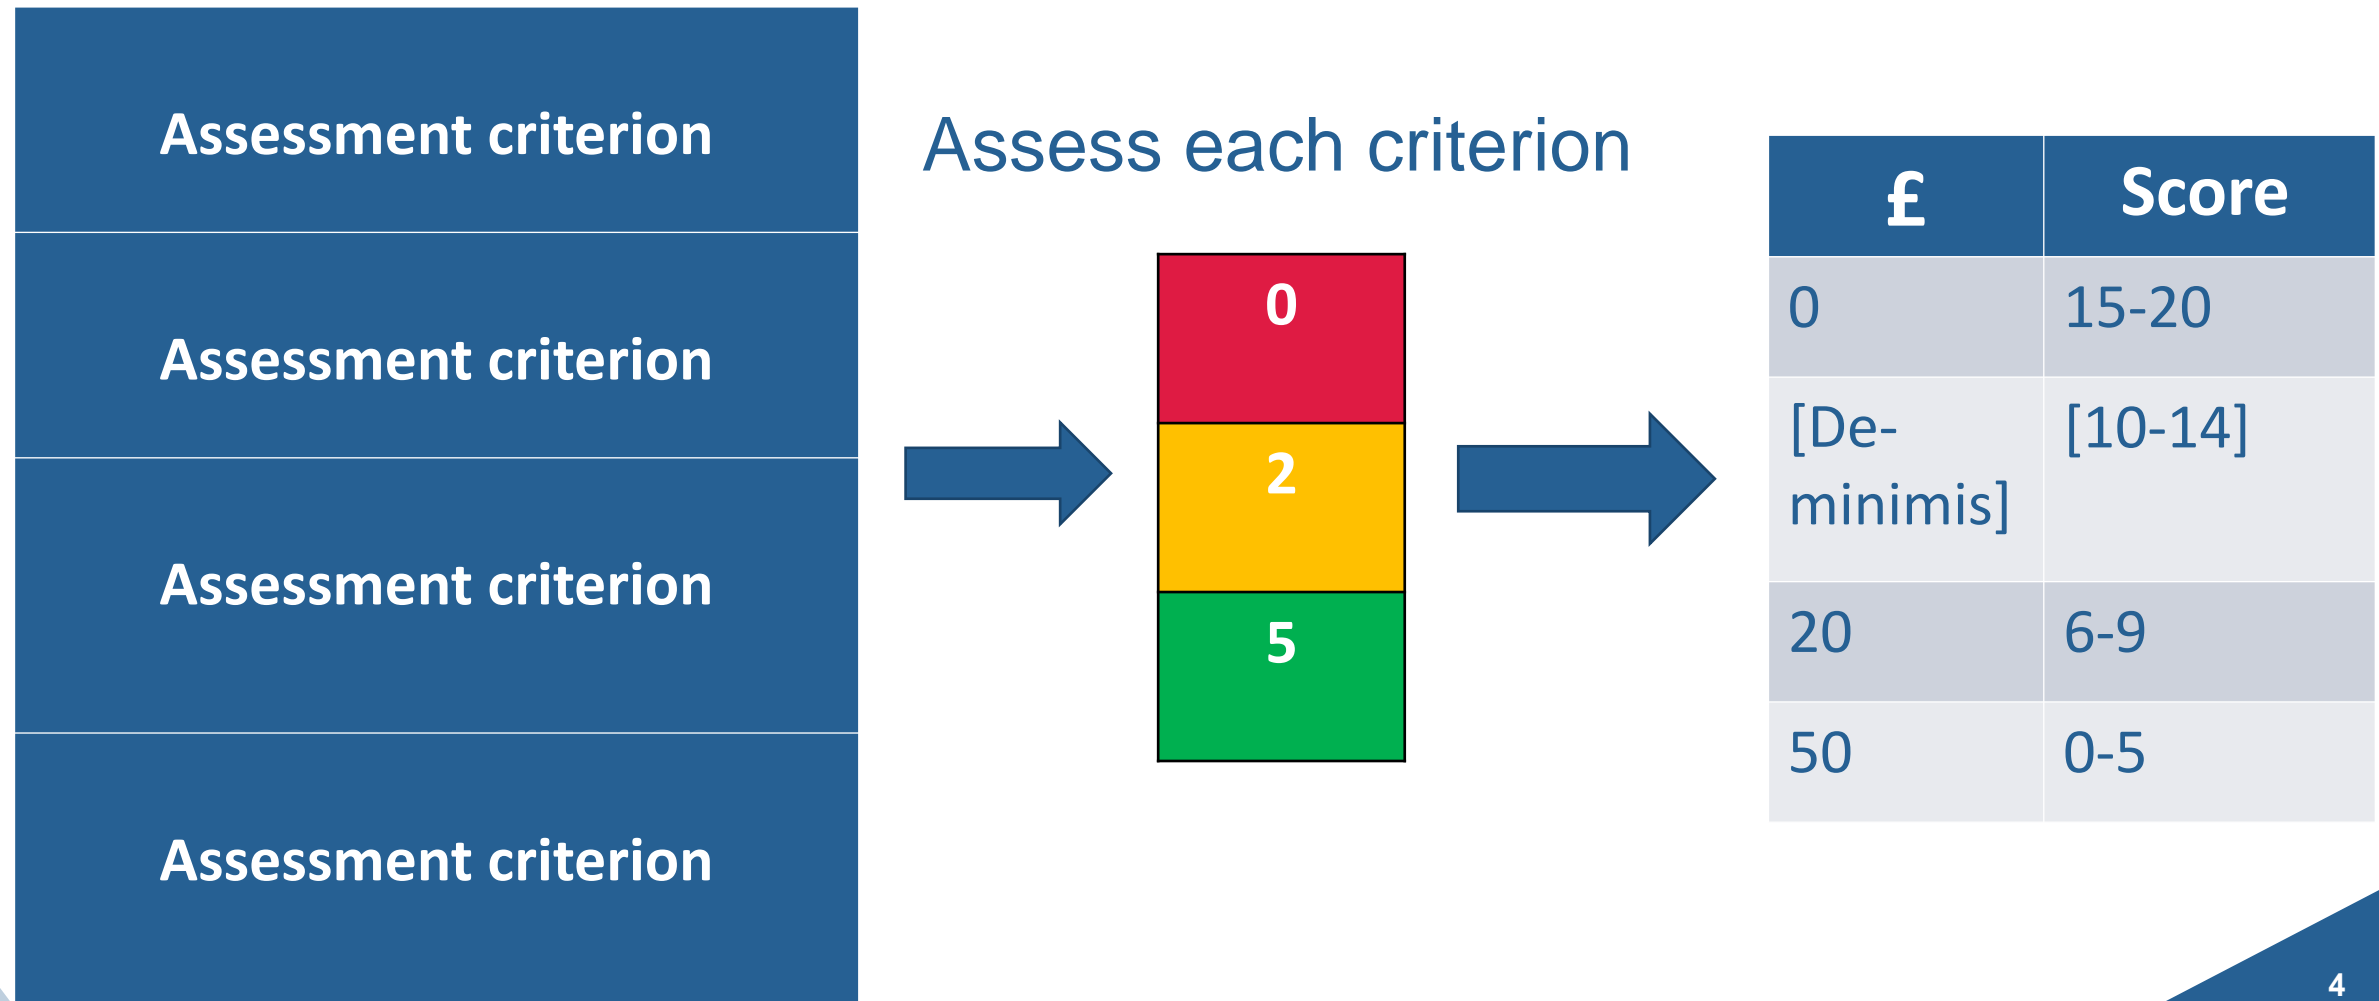 Assessment criterion
Assessment criterion
Assessment criterion
Assessment criterion
Assess each criterion
0
2
5
£ Score
0 15-20
[De- [10-14]
minimis]
20 6-9
50 0-5
4